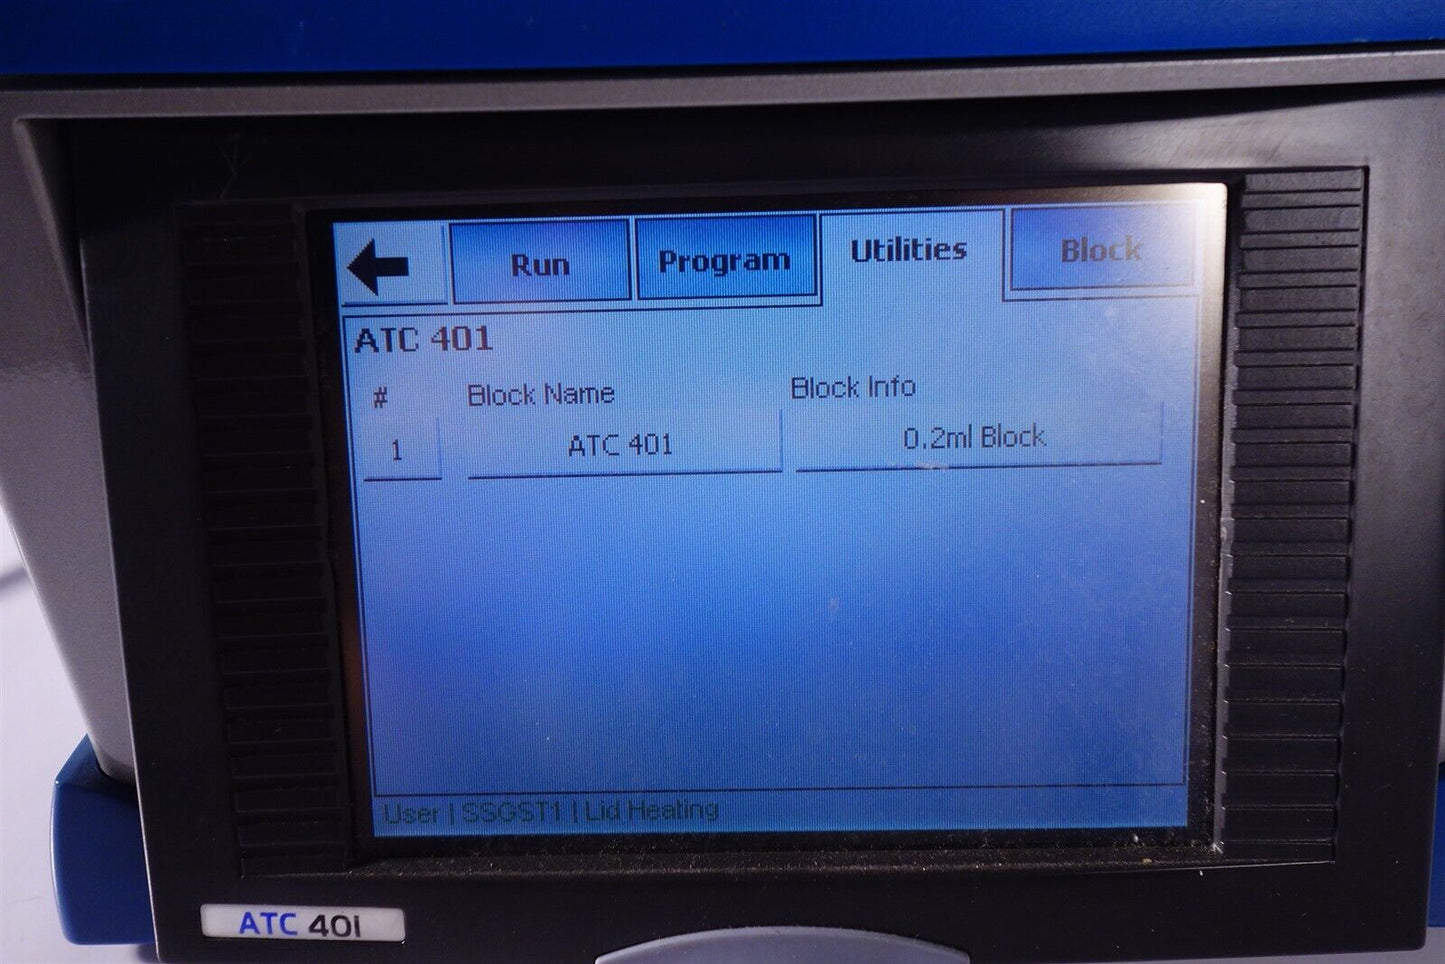 Run Program Utilities Block
ATC 401
# Block Name Block Info
1 ATC 401 0.2ml Block
User | SSGST1 | Lid Heating
ATC 401